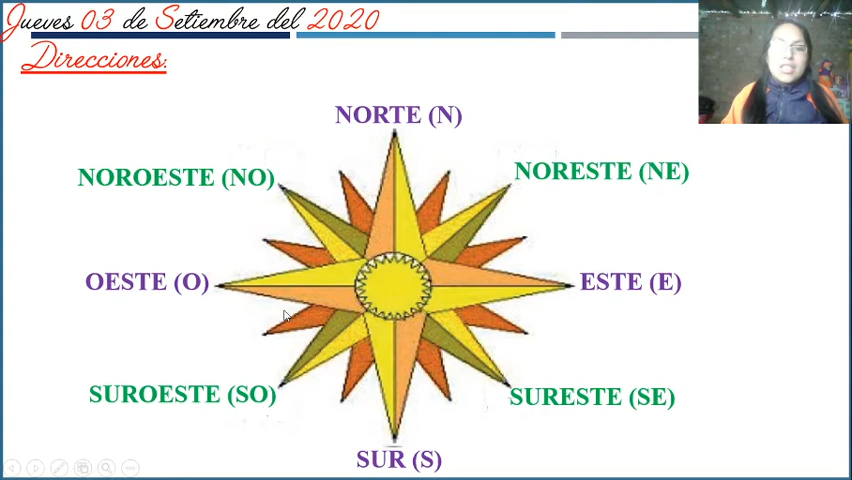 Jueves 03 de Setiembre del 2020
Direcciones:
NORTE (N)
NOROESTE (NO)
NORESTE (NE)
OESTE (O)
ESTE (E)
SUROESTE (SO)
SURESTE (SE)
SUR (S)